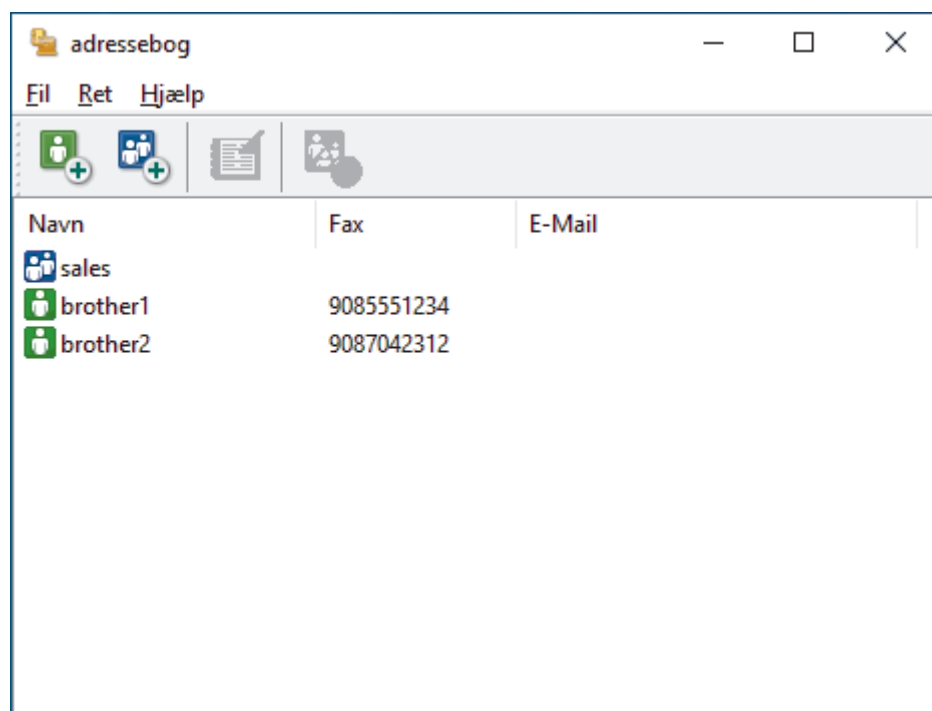 adressebog
Fil Ret Hjælp
Navn Fax E-Mail
sales
brother1 9085551234
brother2 9087042312